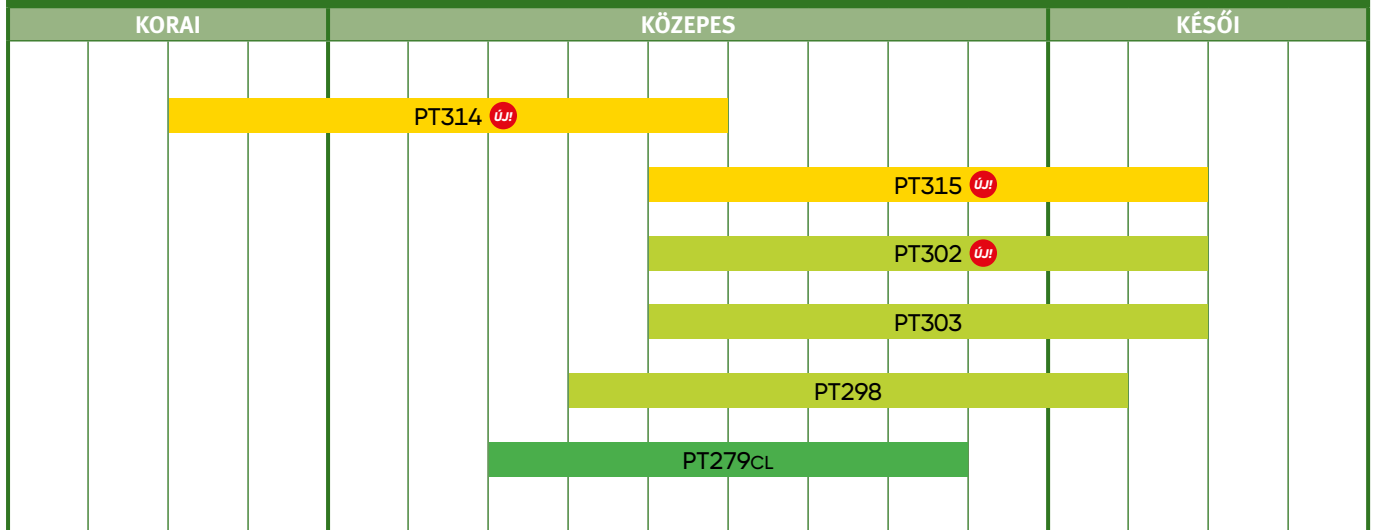 KORAI KÖZEPES KÉSŐI
PT314 ÚJ!
PT315 ÚJ!
PT302 ÚJ!
PT303
PT298
PT279CL